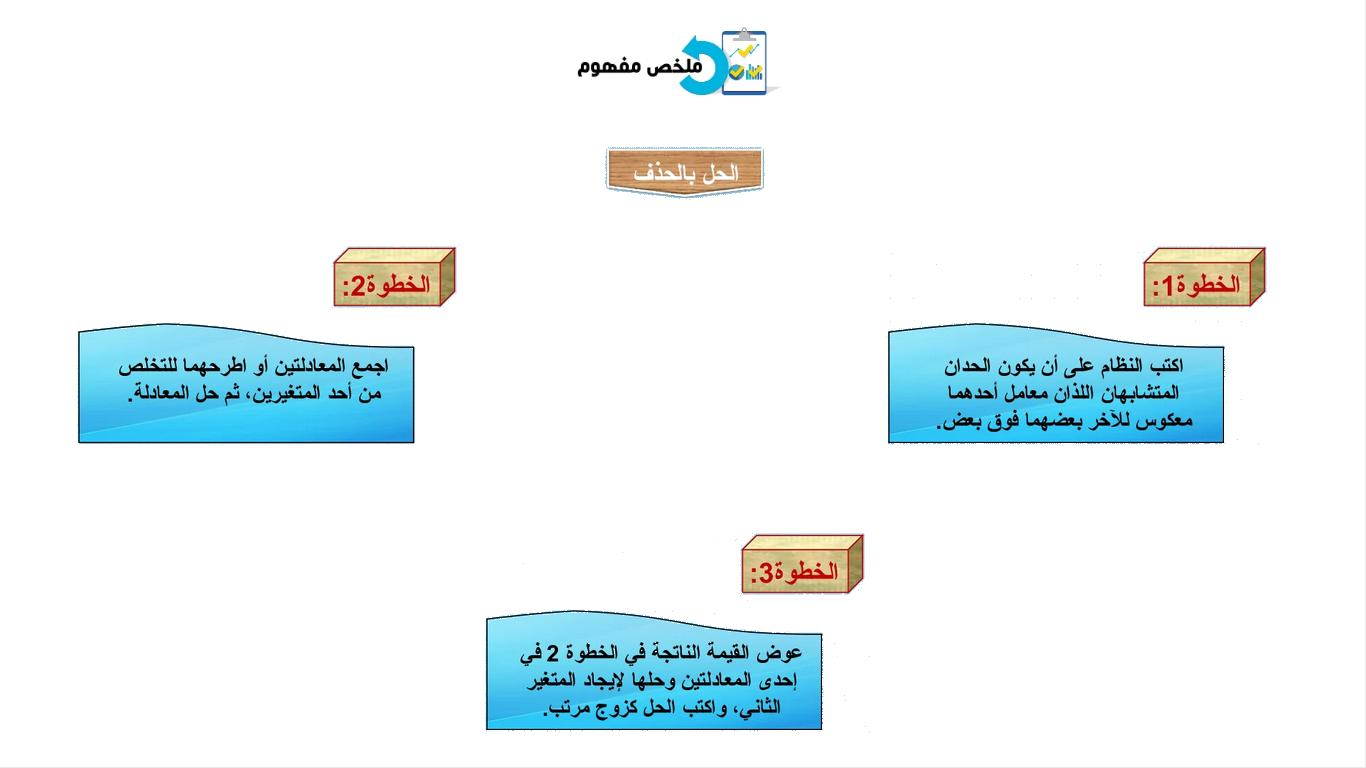 ملخص مفهوم
الحل بالحذف
الخطوة1:
اكتب النظام على أن يكون الحدان
المتشابهان اللذان معامل أحدهما
معكوس للآخر بعضهما فوق بعض.
الخطوة2:
اجمع المعادلتين أو اطرحهما للتخلص
من أحد المتغيرين، ثم حل المعادلة.
الخطوة3:
عوض القيمة الناتجة في الخطوة 2 في
إحدى المعادلتين وحلها لإيجاد المتغير
الثاني، واكتب الحل كزوج مرتب.